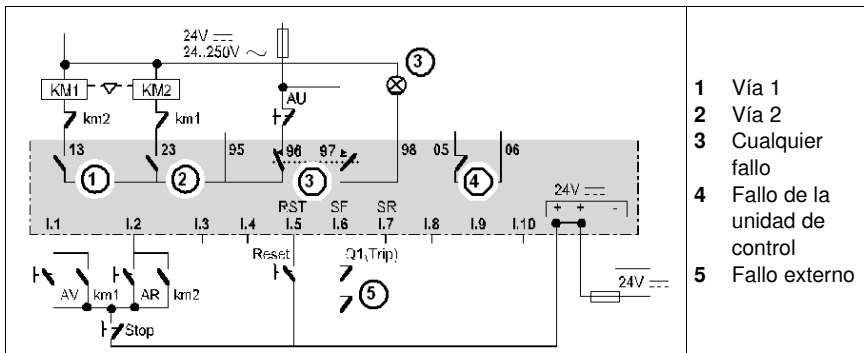 24V
24..250V
3
KM1
KM2
AU
km2
km1
13
23
95
96
97
98
05
06
1
2
3
4
24V
+ + -
RST SF SR
I.1 I.2 I.3 I.4 I.5 I.6 I.7 I.8 I.9 I.10
Reset
Q1\Trip)
AV km1 AR km2
5
24V
Stop
1 Vía 1
2 Vía 2
3 Cualquier
fallo
4 Fallo de la
unidad de
control
5 Fallo externo